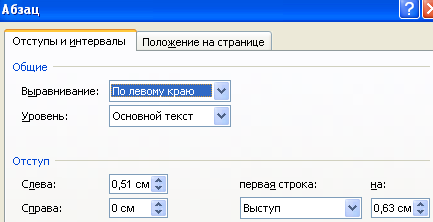 Абзац
Отступы и интервалы Положение на странице
Общие
Выравнивание: По левому краю
Уровень: Основной текст
Отступ
Слева: 0,51 см первая строка: на:
Справа: 0 см Выступ 0,63 см